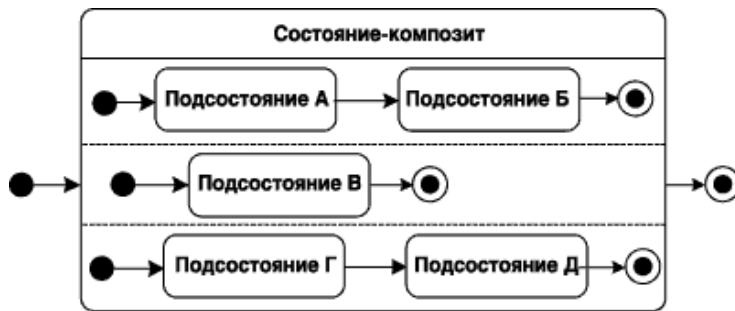 Состояние-композит
Подсостояние А
Подсостояние Б
Подсостояние В
Подсостояние Г
Подсостояние Д